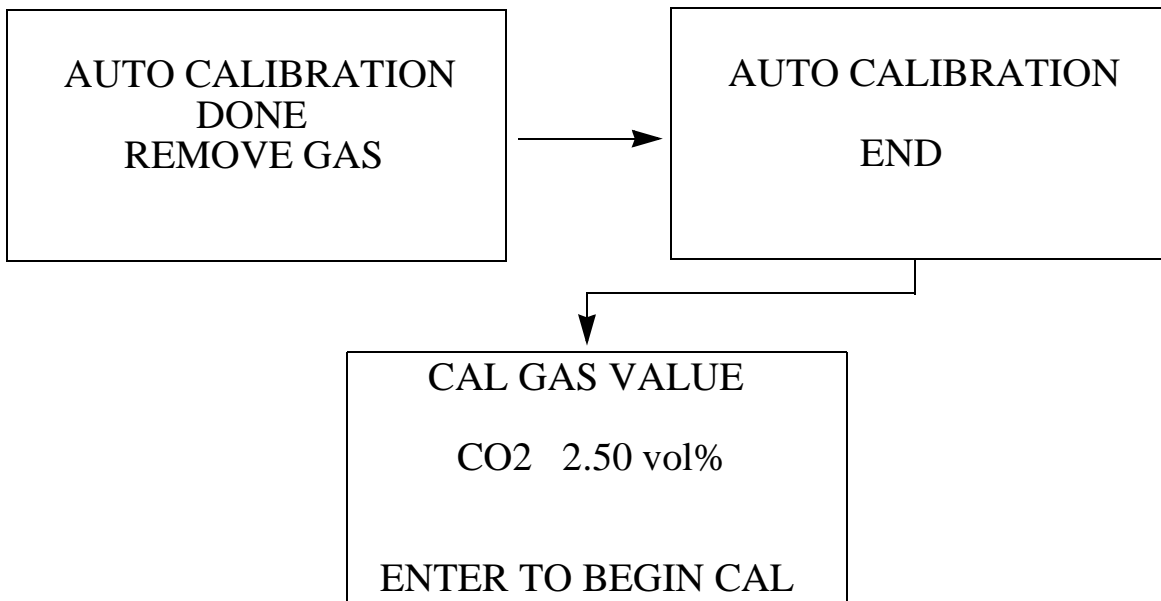 AUTO CALIBRATION
DONE
REMOVE GAS
AUTO CALIBRATION
END
CAL GAS VALUE
CO2 2.50 vol%
ENTER TO BEGIN CAL